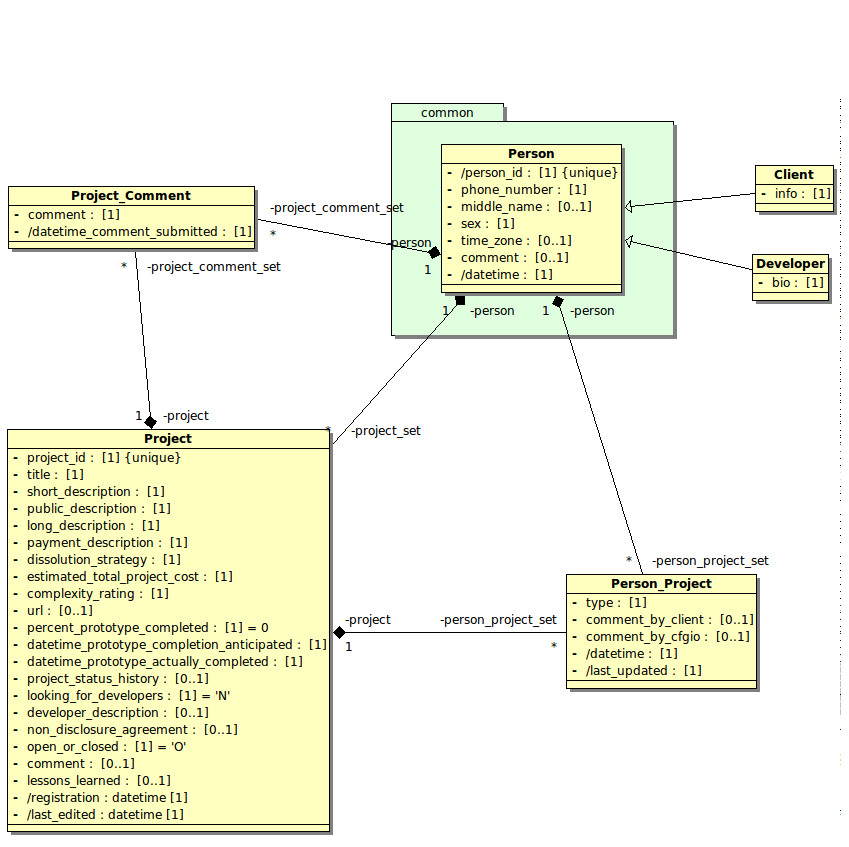 common
Person
- /person_id : [1] {unique}
- phone_number : [1]
- middle_name : [0..1]
- sex : [1]
- time_zone : [0..1]
- comment : [0..1]
- /datetime : [1]
Client
- info : [1]
Developer
- bio : [1]
Project_Comment
- comment : [1]
- /datetime_comment_submitted : [1]
-project_comment_set
*
-person
1
* -project_comment_set
1 -person
1 -person
1 -project
* -project_set
Project
- project_id : [1] {unique}
- title : [1]
- short_description : [1]
- public_description : [1]
- long_description : [1]
- payment_description : [1]
- dissolution_strategy : [1]
- estimated_total_project_cost : [1]
- complexity_rating : [1]
- url : [0..1]
- percent_prototype_completed : [1] = 0
- datetime_prototype_completion_anticipated : [1]
- datetime_prototype_actually_completed : [1]
- project_status_history : [0..1]
- looking_for_developers : [1] = 'N'
- developer_description : [0..1]
- non_disclosure_agreement : [0..1]
- open_or_closed : [1] = 'O'
- comment : [0..1]
- lessons_learned : [0..1]
- /registration : datetime [1]
- /last_edited : datetime [1]
* -person_project_set
Person_Project
- type : [1]
- comment_by_client : [0..1]
- comment_by_cfgio : [0..1]
- /datetime : [1]
- /last_updated : [1]
-project -person_project_set
1 *